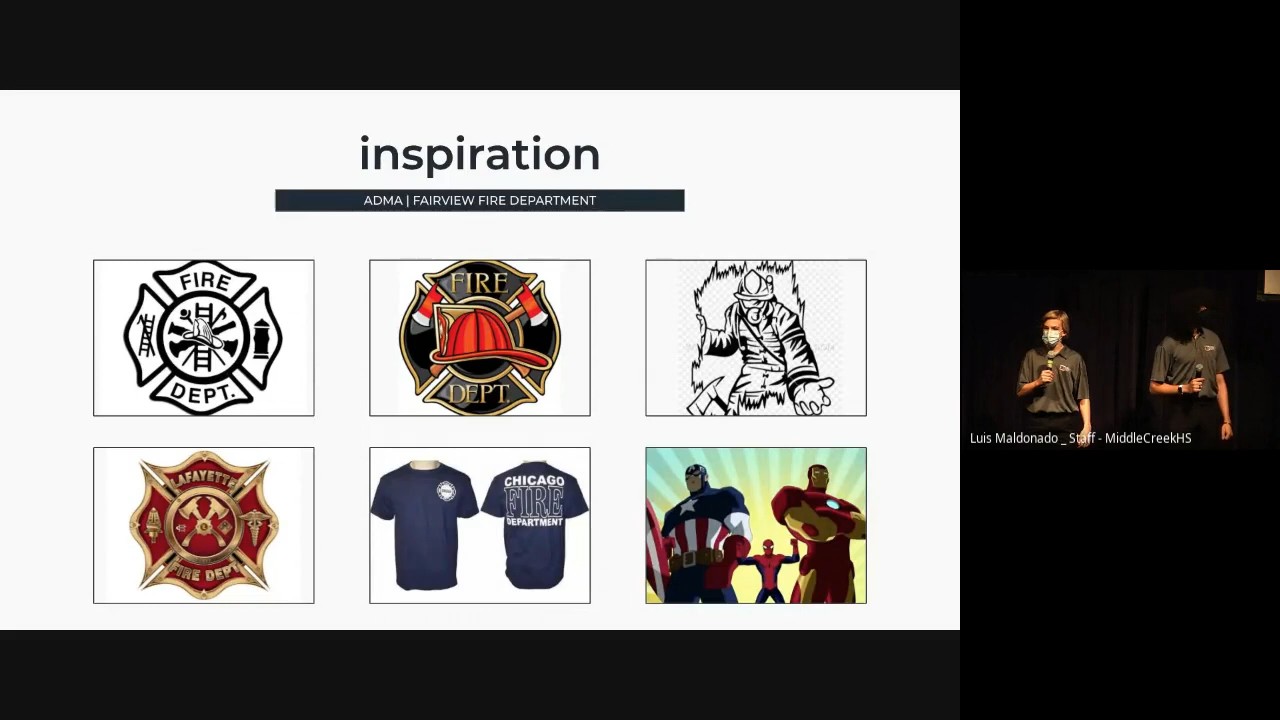 inspiration
ADMA | FAIRVIEW FIRE DEPARTMENT
FIRE
DEPT.
FIRE
DEPT.
LAFAYETTE
FIRE DEPT
CHICAGO
FIRE
DEPARTMENT
Luis Maldonado _ Staff - MiddleCreekHS